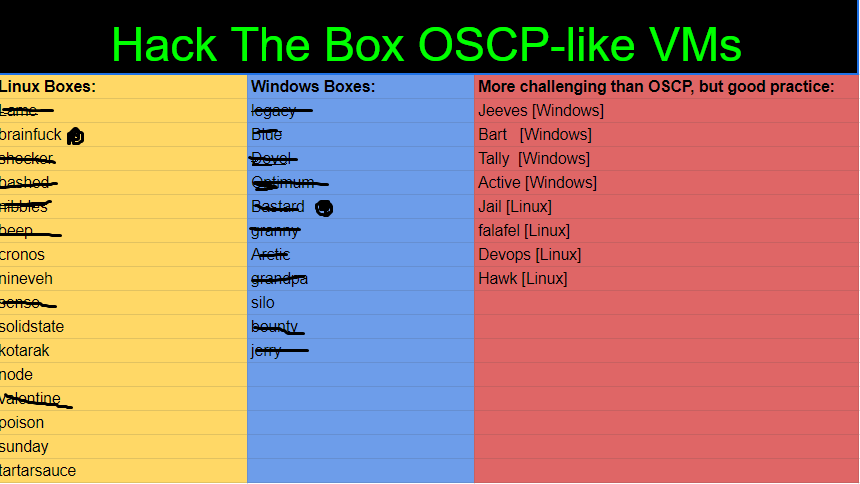 Hack The Box OSCP-like VMs
Linux Boxes:
Lame
brainfuck
shocker
bashed
nibbles
beep
cronos
nineveh
sense
solidstate
kotarak
node
valentine
poison
sunday
tartarsauce
Windows Boxes:
legacy
Blue
Devel
Optimum
Bastard
granny
Arctic
grandpa
silo
bounty
jerry
More challenging than OSCP, but good practice:
Jeeves [Windows]
Bart [Windows]
Tally [Windows]
Active [Windows]
Jail [Linux]
falafel [Linux]
Devops [Linux]
Hawk [Linux]